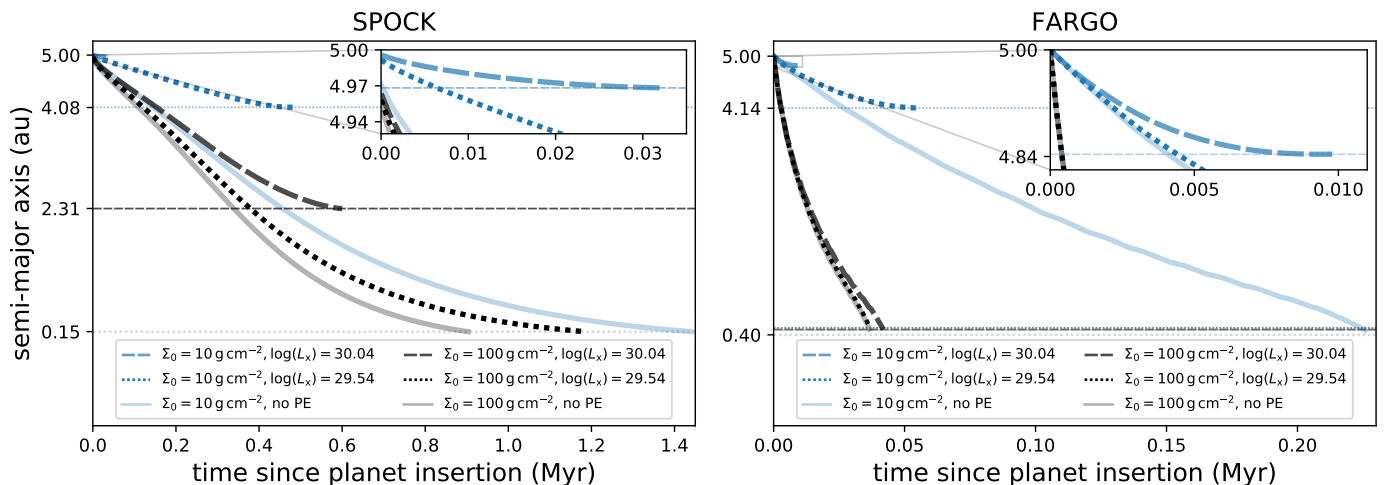 SPOCK
semi-major axis (au)
5.00
4.08
2.31
0.15
5.00
4.97
4.94
0.00 0.01 0.02 0.03
Σ₀ = 10 g cm⁻², log(Lₓ) = 30.04
Σ₀ = 10 g cm⁻², log(Lₓ) = 29.54
Σ₀ = 10 g cm⁻², no PE
Σ₀ = 100 g cm⁻², log(Lₓ) = 30.04
Σ₀ = 100 g cm⁻², log(Lₓ) = 29.54
Σ₀ = 100 g cm⁻², no PE
0.0 0.2 0.4 0.6 0.8 1.0 1.2 1.4
time since planet insertion (Myr)
FARGO
5.00
4.14
0.40
5.00
4.84
0.000 0.005 0.010
Σ₀ = 10 g cm⁻², log(Lₓ) = 30.04
Σ₀ = 10 g cm⁻², log(Lₓ) = 29.54
Σ₀ = 10 g cm⁻², no PE
Σ₀ = 100 g cm⁻², log(Lₓ) = 30.04
Σ₀ = 100 g cm⁻², log(Lₓ) = 29.54
Σ₀ = 100 g cm⁻², no PE
0.00 0.05 0.10 0.15 0.20
time since planet insertion (Myr)